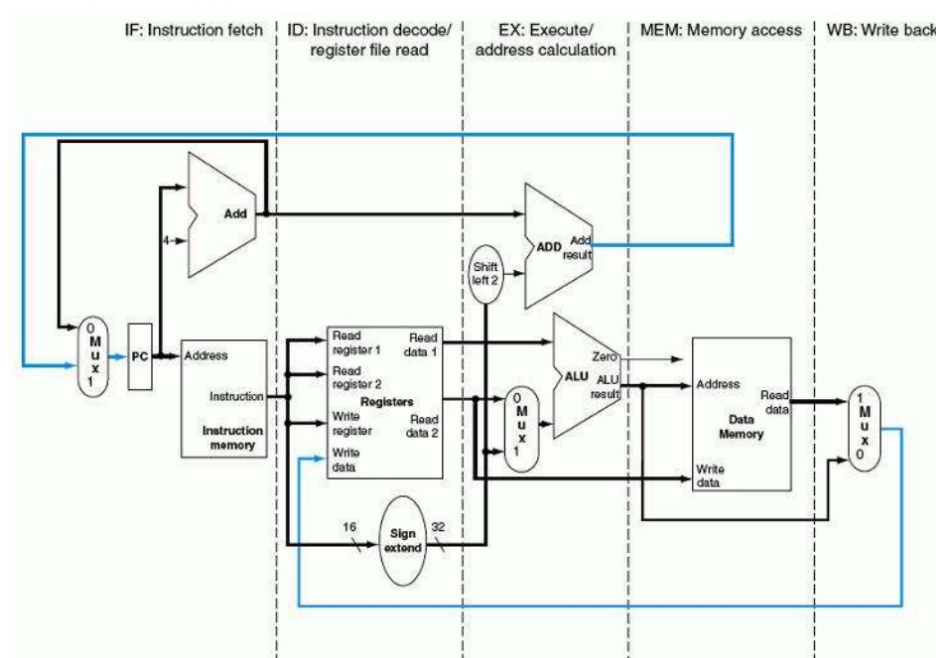 IF: Instruction fetch
ID: Instruction decode/
register file read
EX: Execute/
address calculation
MEM: Memory access
WB: Write back
Add
4
ADD
Add
result
Shift
left 2
0
M
u
x
1
PC
Address
Instruction
Instruction
memory
Read
register 1
Read
register 2
Write
register
Write
data
Registers
Read
data 1
Read
data 2
0
M
u
x
1
Zero
ALU
ALU
result
Address
Read
data
Data
Memory
Write
data
1
M
u
x
0
16
Sign
extend
32